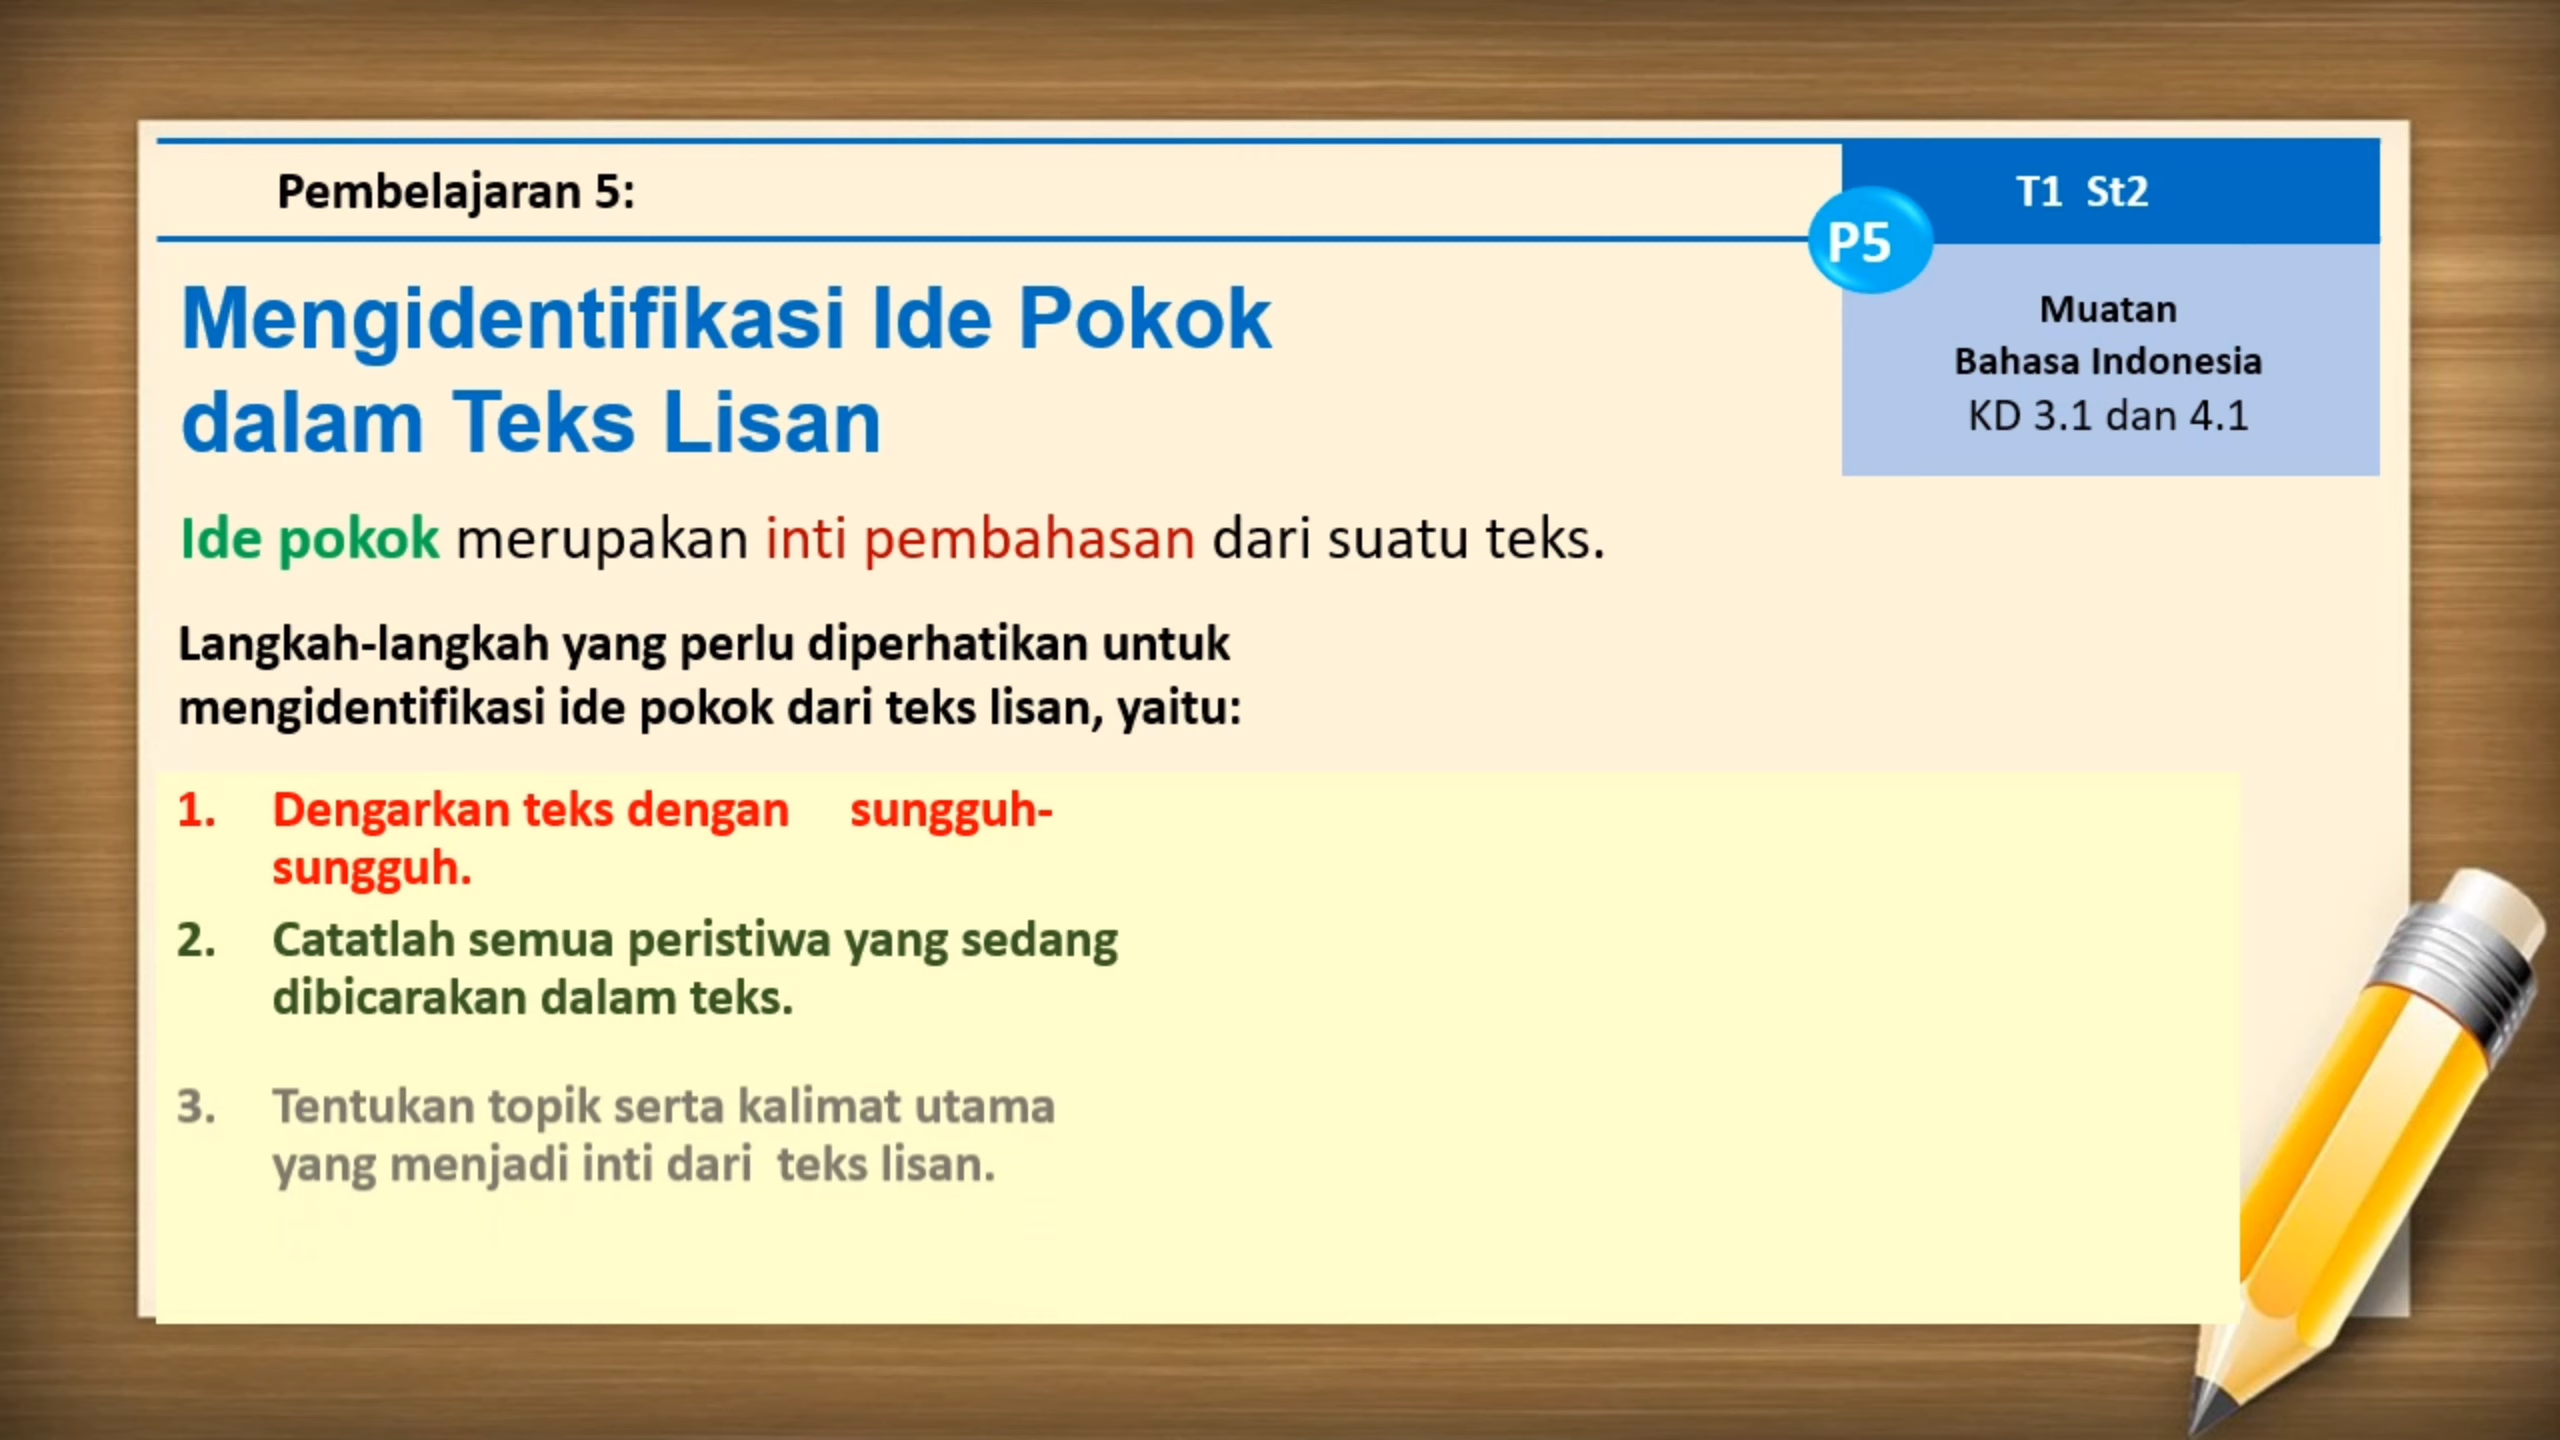 Pembelajaran 5:
T1 St2
P5
Muatan
Bahasa Indonesia
KD 3.1 dan 4.1
Mengidentifikasi Ide Pokok
dalam Teks Lisan
Ide pokok merupakan inti pembahasan dari suatu teks.
Langkah-langkah yang perlu diperhatikan untuk
mengidentifikasi ide pokok dari teks lisan, yaitu:
1. Dengarkan teks dengan sungguh-
sungguh.
2. Catatlah semua peristiwa yang sedang
dibicarakan dalam teks.
3. Tentukan topik serta kalimat utama
yang menjadi inti dari teks lisan.